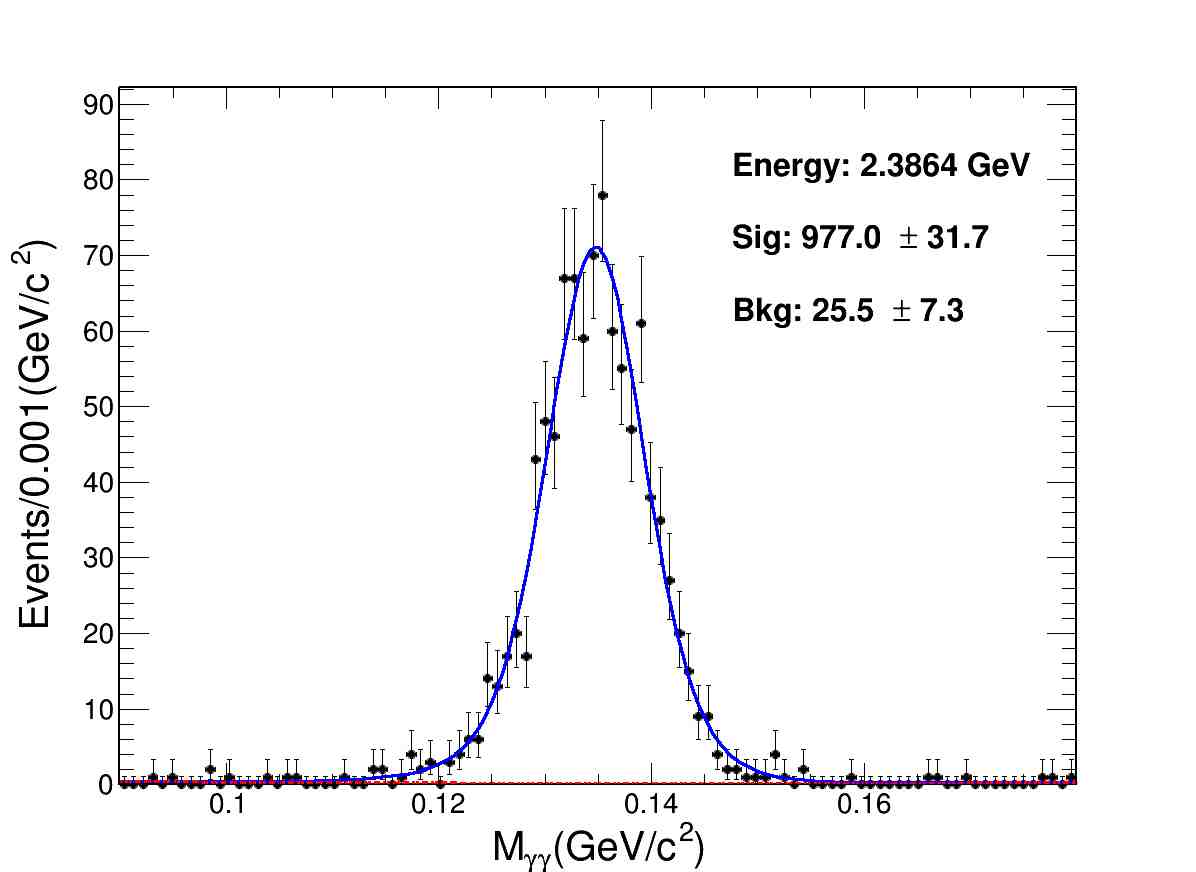 90
80
70
60
50
40
30
20
10
0
Events/0.001(GeV/c²)
Energy: 2.3864 GeV
Sig: 977.0 ± 31.7
Bkg: 25.5 ± 7.3
0.1 0.12 0.14 0.16
Mγγ(GeV/c²)